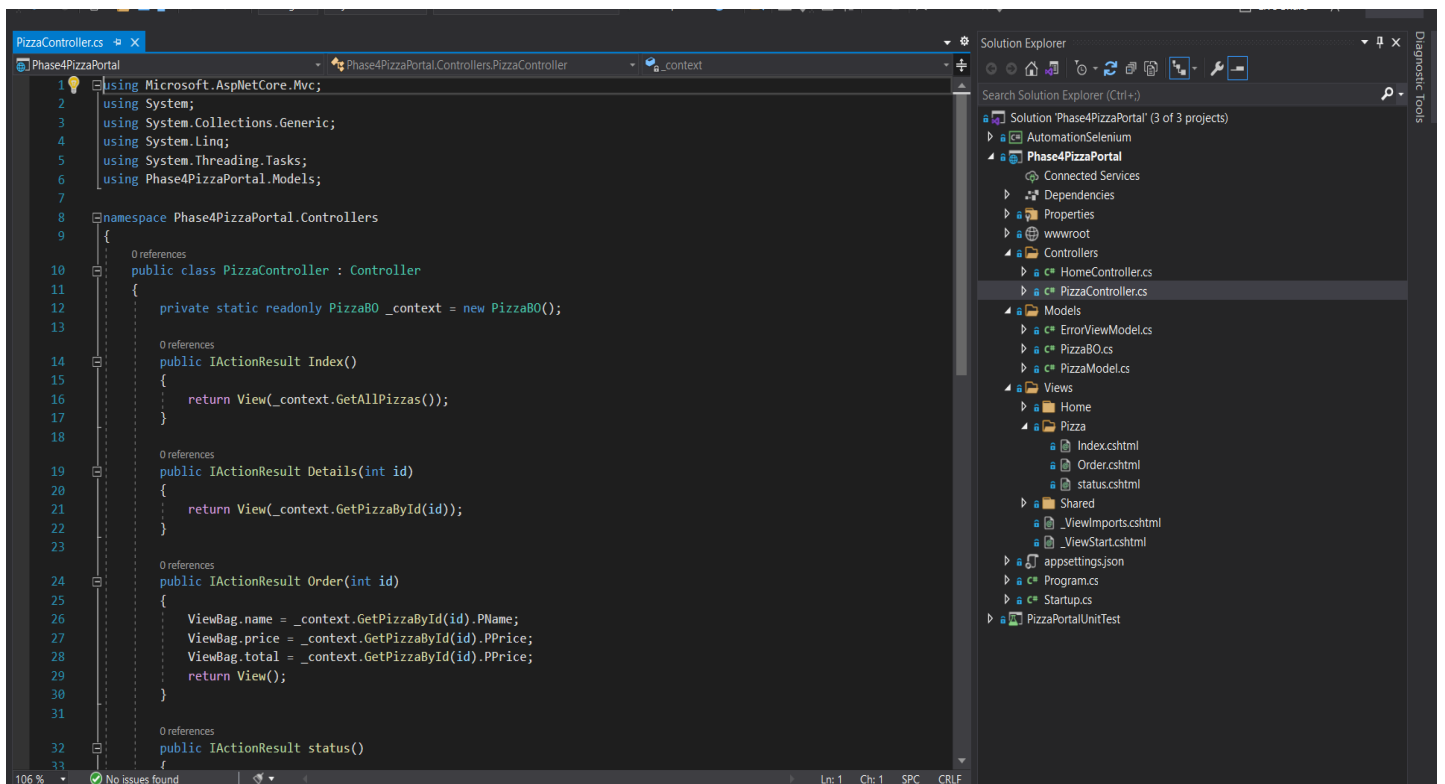 PizzaController.cs
Phase4PizzaPortal
Phase4PizzaPortal.Controllers.PizzaController
_context
1 using Microsoft.AspNetCore.Mvc;
2 using System;
3 using System.Collections.Generic;
4 using System.Linq;
5 using System.Threading.Tasks;
6 using Phase4PizzaPortal.Models;
7
8 namespace Phase4PizzaPortal.Controllers
9 {
0 references
10 public class PizzaController : Controller
11 {
12 private static readonly PizzaBO _context = new PizzaBO();
13
0 references
14 public IActionResult Index()
15 {
16 return View(_context.GetAllPizzas());
17 }
18
0 references
19 public IActionResult Details(int id)
20 {
21 return View(_context.GetPizzaById(id));
22 }
23
0 references
24 public IActionResult Order(int id)
25 {
26 ViewBag.name = _context.GetPizzaById(id).PName;
27 ViewBag.price = _context.GetPizzaById(id).PPrice;
28 ViewBag.total = _context.GetPizzaById(id).PPrice;
29 return View();
30 }
31
0 references
32 public IActionResult status()
33 {
106 %
No issues found
Ln: 1 Ch: 1 SPC CRLF
Solution Explorer
Search Solution Explorer (Ctrl+;)
Solution 'Phase4PizzaPortal' (3 of 3 projects)
AutomationSelenium
Phase4PizzaPortal
Connected Services
Dependencies
Properties
wwwroot
Controllers
C# HomeController.cs
C# PizzaController.cs
Models
C# ErrorViewModel.cs
C# PizzaBO.cs
C# PizzaModel.cs
Views
Home
Pizza
Index.cshtml
Order.cshtml
status.cshtml
Shared
_ViewImports.cshtml
_ViewStart.cshtml
appsettings.json
C# Program.cs
C# Startup.cs
PizzaPortalUnitTest
Diagnostic Tools